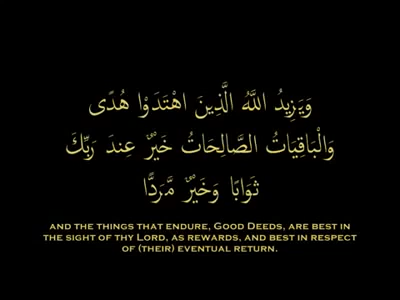 وَيَزِيدُ اللَّهُ الَّذِينَ اهْتَدَوْا هُدًى
وَالْبَاقِيَاتُ الصَّالِحَاتُ خَيْرٌ عِندَ رَبِّكَ
ثَوَابًا وَخَيْرٌ مَّرَدًّا
AND THE THINGS THAT ENDURE, GOOD DEEDS, ARE BEST IN
THE SIGHT OF THY LORD, AS REWARDS, AND BEST IN RESPECT
OF (THEIR) EVENTUAL RETURN.